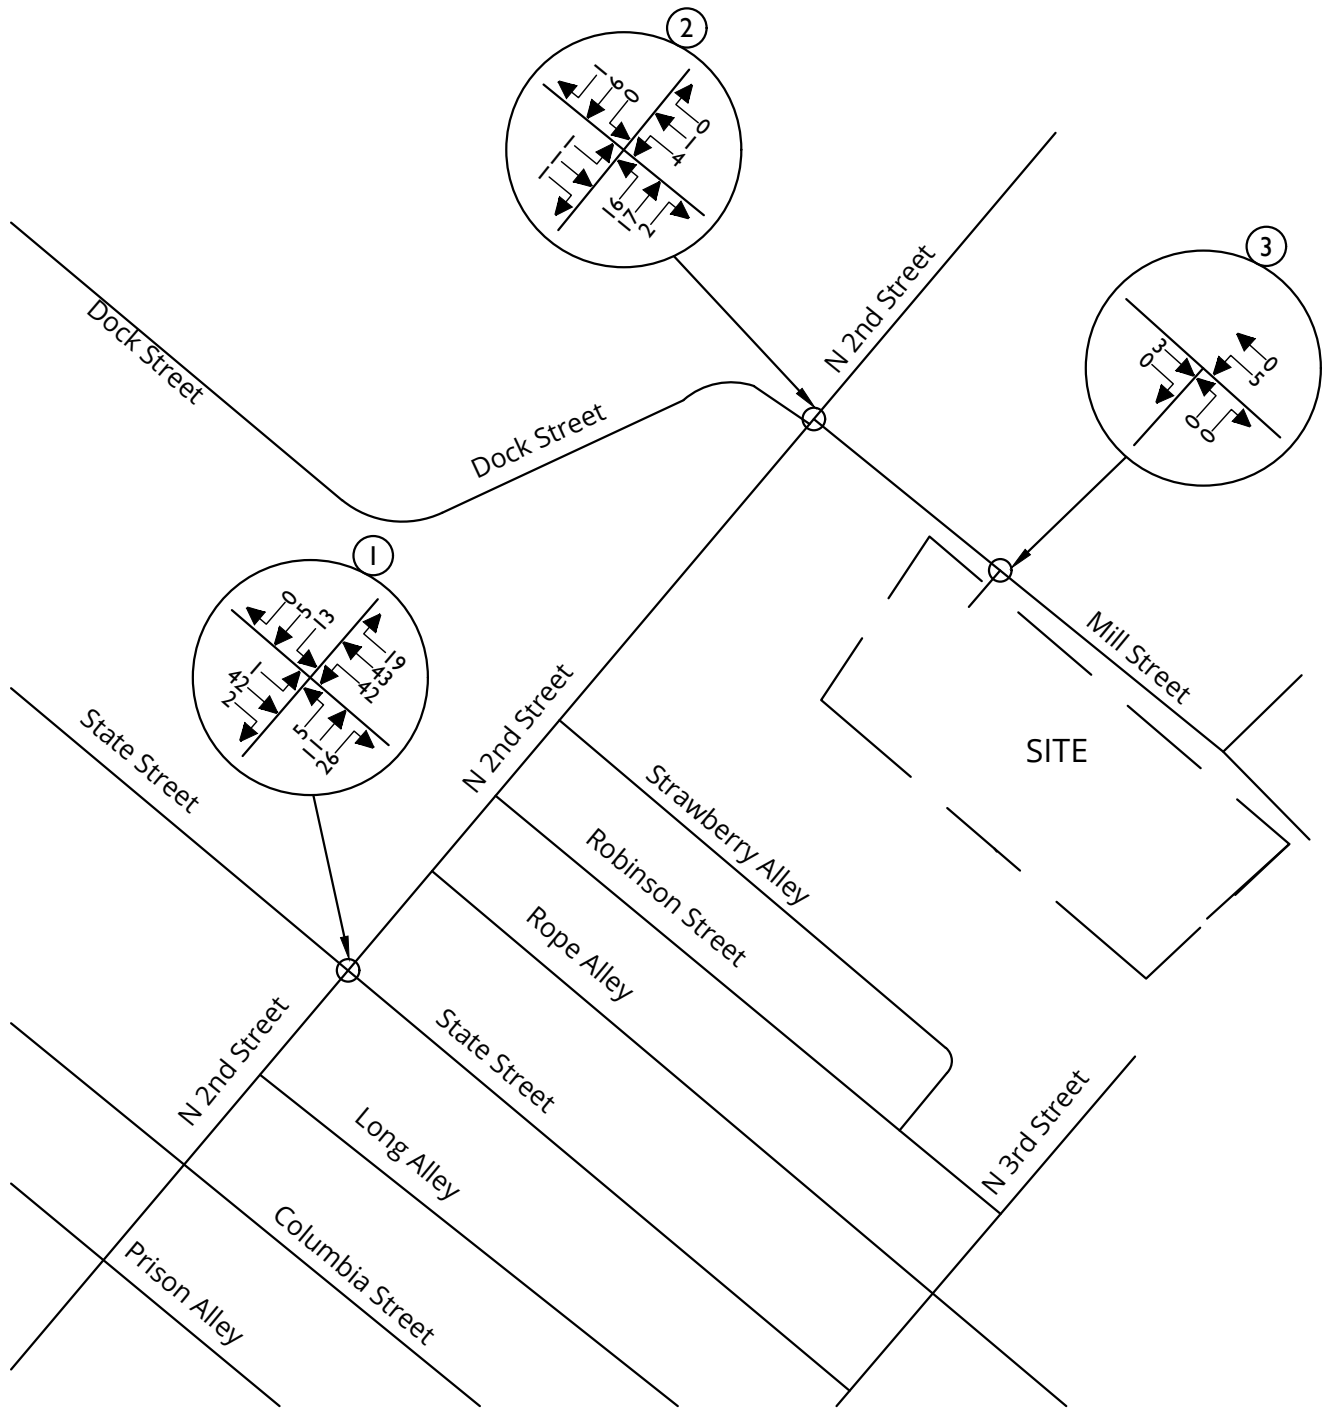 2
1
9
0
0
1
4
1
1
1
16
17
2
N 2nd Street
3
3
0
0
5
0
0
Dock Street
Dock Street
1
0
5
13
19
43
42
1
42
2
5
11
26
State Street
N 2nd Street
Mill Street
SITE
Strawberry Alley
Robinson Street
Rope Alley
N 2nd Street
State Street
Long Alley
N 3rd Street
Columbia Street
Prison Alley